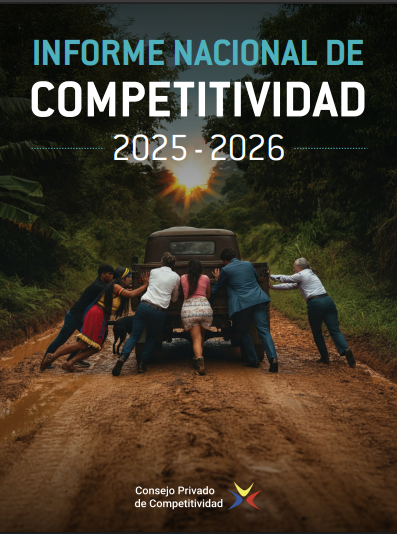 INFORME NACIONAL DE
COMPETITIVIDAD
2025 - 2026
Consejo Privado
de Competitividad